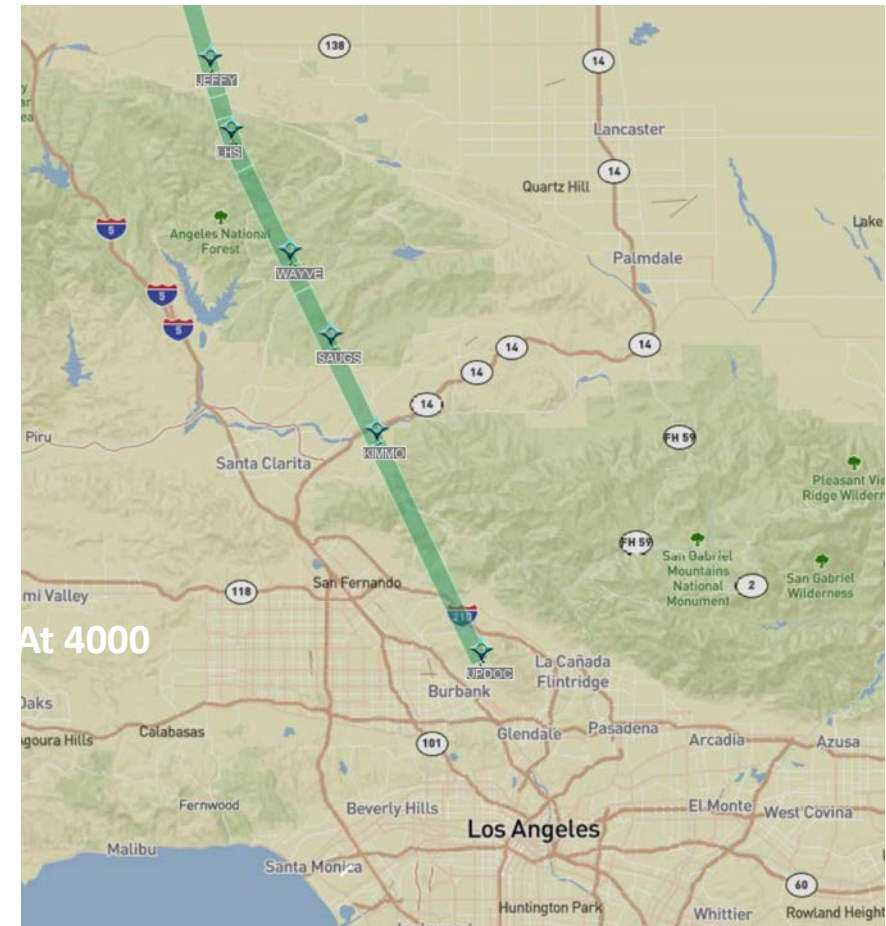 138
14
JEFFY
Lancaster
LHS
14
Quartz Hill
5
Angeles National
Forest
Lake
Palmdale
WAYVE
5
5
SAUGS
14
14
14
14
KIMMO
FH 59
Piru
Santa Clarita
Pleasant Vie
Ridge Wildern
FH 59
San Gabriel
Mountains
National
Monument
San Gabriel
Wilderness
2
118
San Fernando
mi Valley
210
At 4000
UPDOC
La Cañada
Flintridge
Burbank
Oaks
Calabasas
goura Hills
101
Glendale
Pasadena
Arcadia
Azusa
Fernwood
Beverly Hills
El Monte
West Covina
Los Angeles
Malibu
Santa Monica
60
Huntington Park
Whittier
Rowland Height